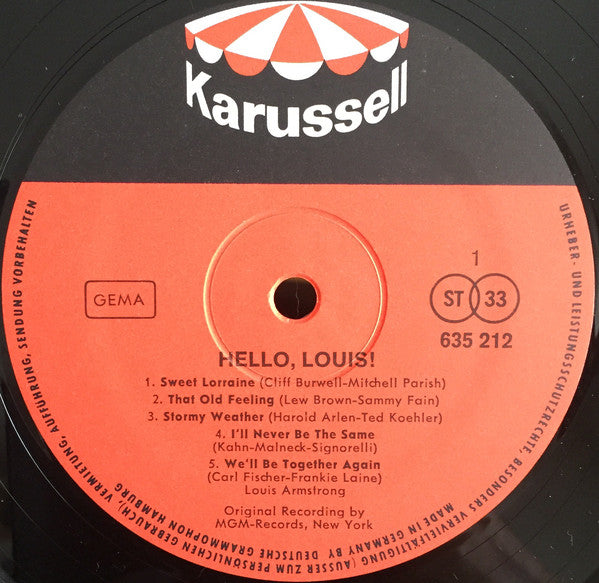 Karussell
GEMA
1
ST 33
635 212
HELLO, LOUIS!
1. Sweet Lorraine (Cliff Burwell-Mitchell Parish)
2. That Old Feeling (Lew Brown-Sammy Fain)
3. Stormy Weather (Harold Arlen-Ted Koehler)
4. I'll Never Be The Same
(Kahn-Malneck-Signorelli)
5. We'll Be Together Again
(Carl Fischer-Frankie Laine)
Louis Armstrong
Original Recording by
MGM-Records, New York
URHEBER- UND LEISTUNGSSCHUTZRECHTE, BESONDERS VERVIELFÄLTIGUNG (AUSSER ZUM PERSÖNLICHEN GEBRAUCH), VERMIETUNG, AUFFÜHRUNG, SENDUNG VORBEHALTEN
MADE IN GERMANY BY DEUTSCHE GRAMMOPHON HAMBURG